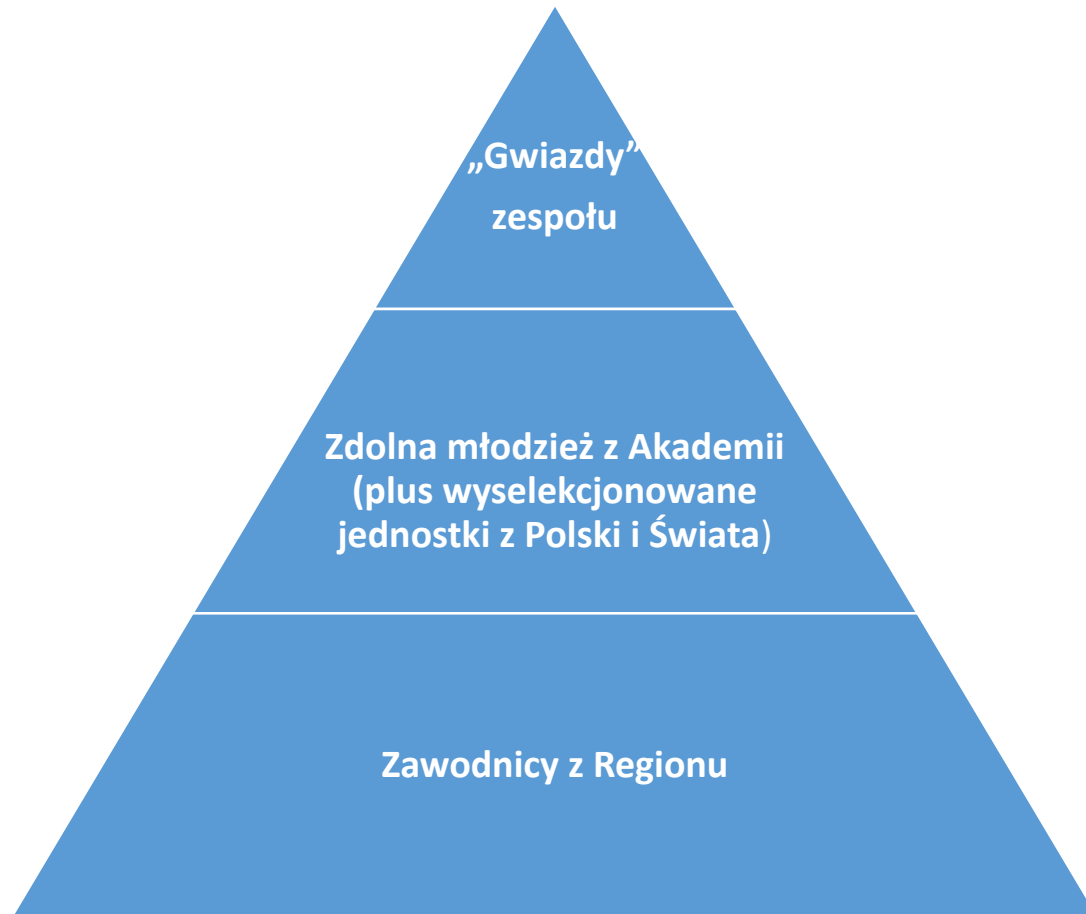 „Gwiazdy”
zespołu
Zdolna młodzież z Akademii
(plus wyselekcjonowane
jednostki z Polski i Świata)
Zawodnicy z Regionu